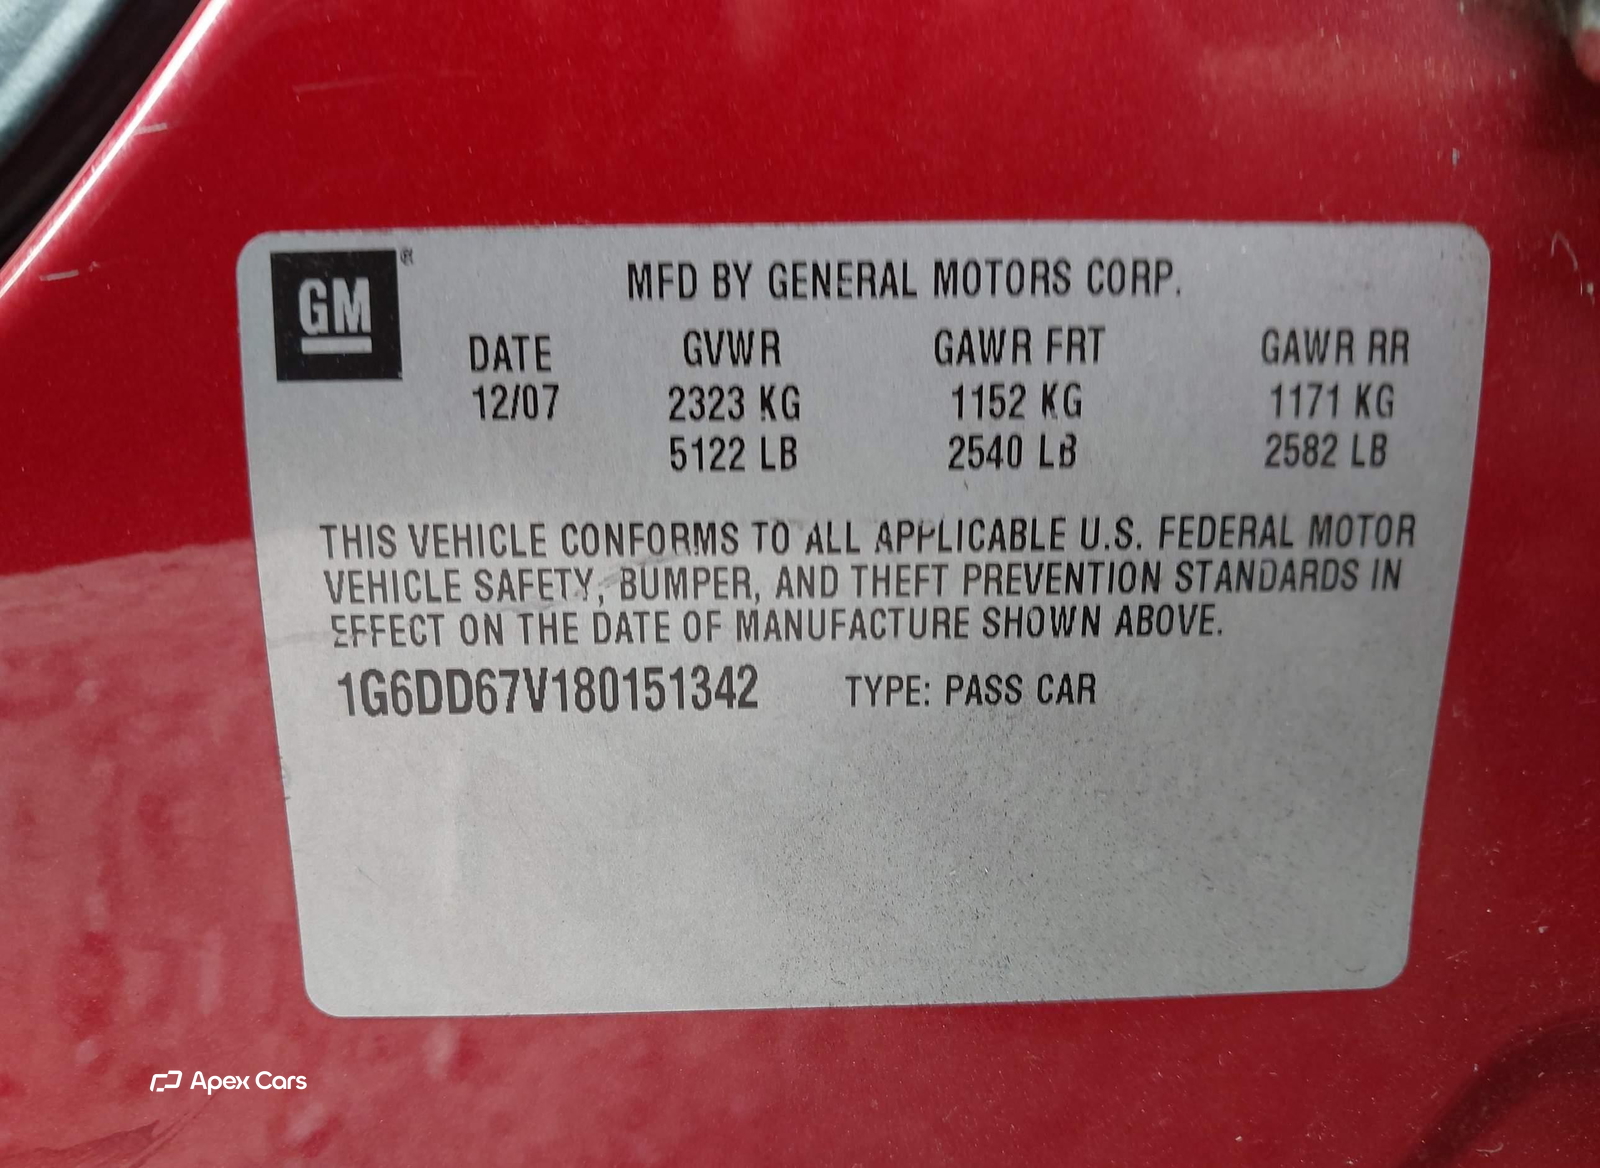 GM®
MFD BY GENERAL MOTORS CORP.
DATE GVWR GAWR FRT GAWR RR
12/07 2323 KG 1152 KG 1171 KG
5122 LB 2540 LB 2582 LB
THIS VEHICLE CONFORMS TO ALL APPLICABLE U.S. FEDERAL MOTOR
VEHICLE SAFETY, BUMPER, AND THEFT PREVENTION STANDARDS IN
EFFECT ON THE DATE OF MANUFACTURE SHOWN ABOVE.
1G6DD67V180151342 TYPE: PASS CAR
Apex Cars